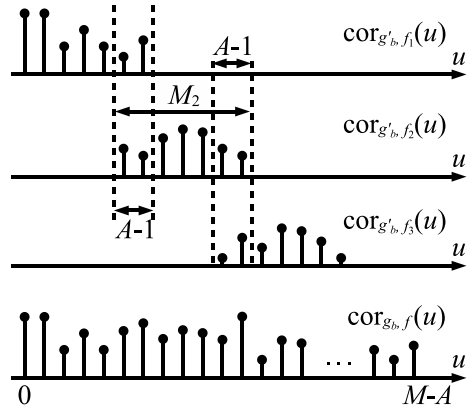 cor_{g'_b, f_1}(u)
u
A-1
M_2
cor_{g'_b, f_2}(u)
u
A-1
cor_{g'_b, f_3}(u)
u
cor_{g_b, f}(u)
u
...
0 M-A